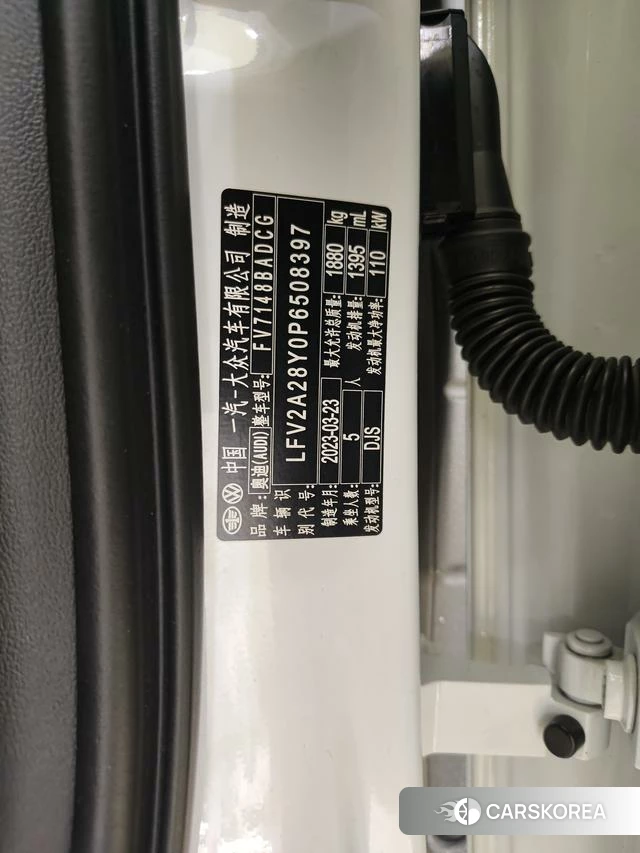 中国 一汽-大众汽车有限公司 制造
品牌: 奥迪(AUDI) 整车型号: FV7148BADCG
车辆识别代号: LFV2A28Y0P6508397
制造年月: 2023-03-23 最大允许总质量: 1880 kg
乘坐人数: 5 人 发动机排量: 1395 mL
发动机型号: DJS 发动机最大净功率: 110 kW
CARSKOREA